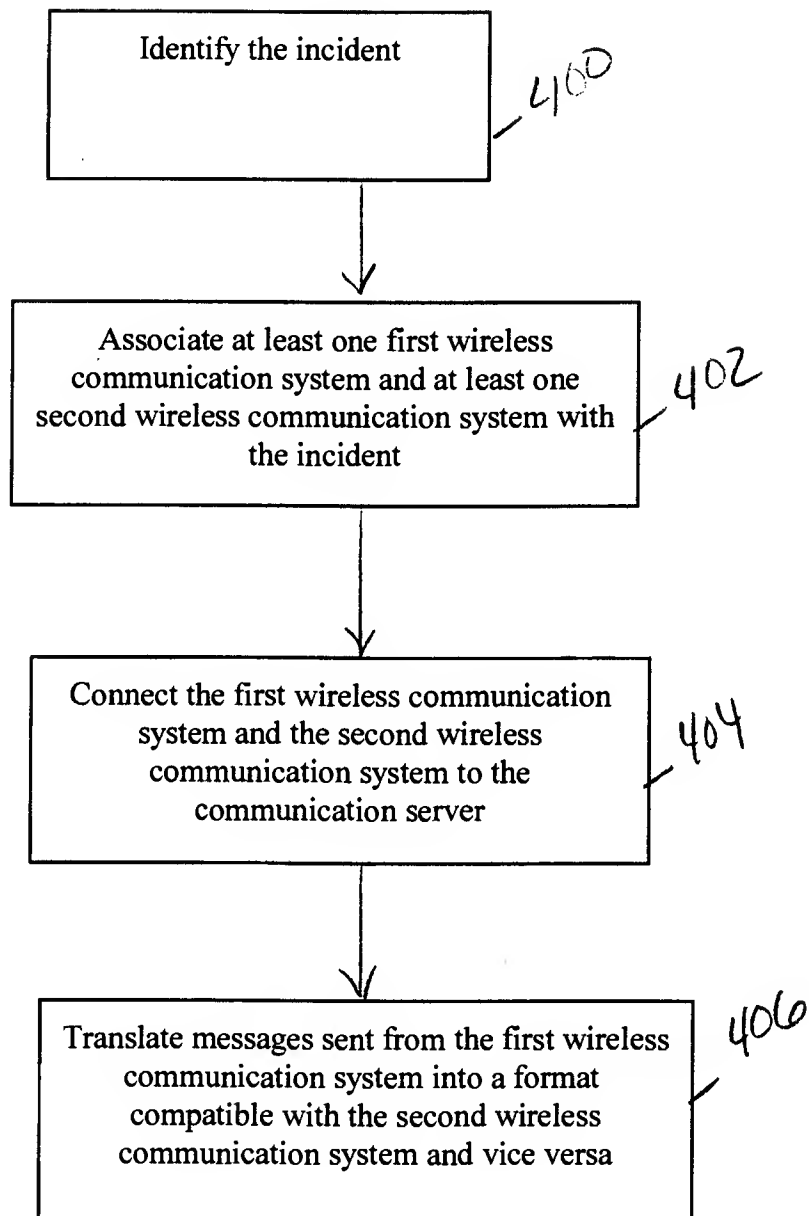 Identify the incident
400
Associate at least one first wireless
communication system and at least one
second wireless communication system with
the incident
402
Connect the first wireless communication
system and the second wireless
communication system to the
communication server
404
Translate messages sent from the first wireless
communication system into a format
compatible with the second wireless
communication system and vice versa
406